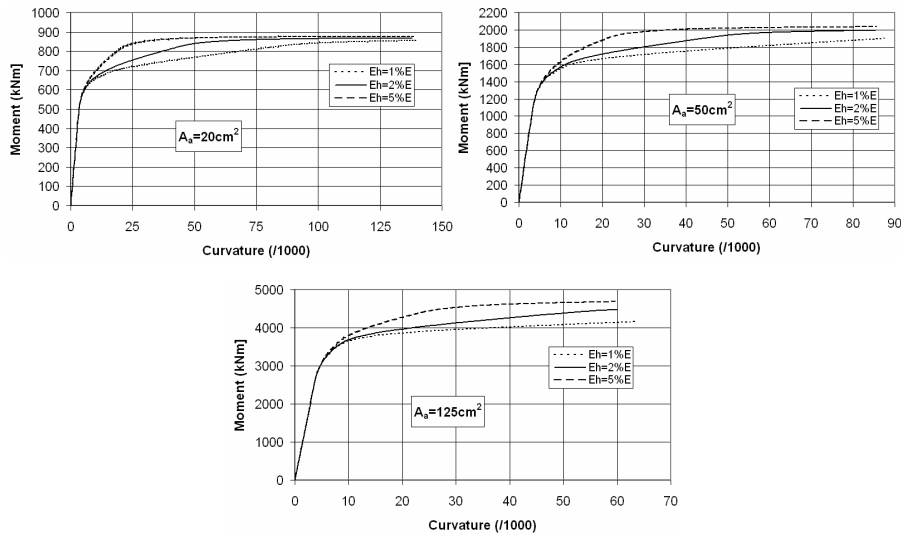 1000
900
800
700
600
500
400
300
200
100
0
Moment (kNm]
Eh=1%E
Eh=2%E
Eh=5%E
Aₐ=20cm²
0 25 50 75 100 125 150
Curvature (/1000)
2200
2000
1800
1600
1400
1200
1000
800
600
400
200
0
Moment (kNm]
Eh=1%E
Eh=2%E
Eh=5%E
Aₐ=50cm²
0 10 20 30 40 50 60 70 80 90
Curvature (/1000)
5000
4000
3000
2000
1000
0
Moment (kNm]
Eh=1%E
Eh=2%E
Eh=5%E
Aₐ=125cm²
0 10 20 30 40 50 60 70
Curvature (/1000)